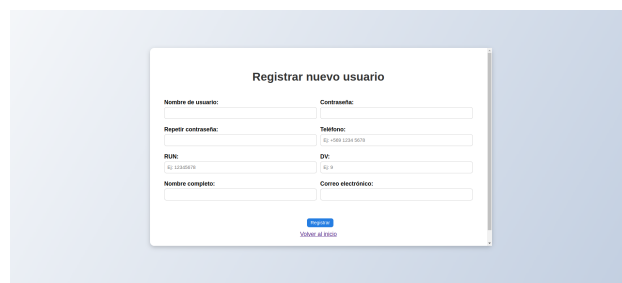 Registrar nuevo usuario
Nombre de usuario: Contraseña:
Repetir contraseña: Teléfono:
Ej: +569 1234 5678
RUN: DV:
Ej: 12345678 Ej: 9
Nombre completo: Correo electrónico:
Registrar
Volver al inicio